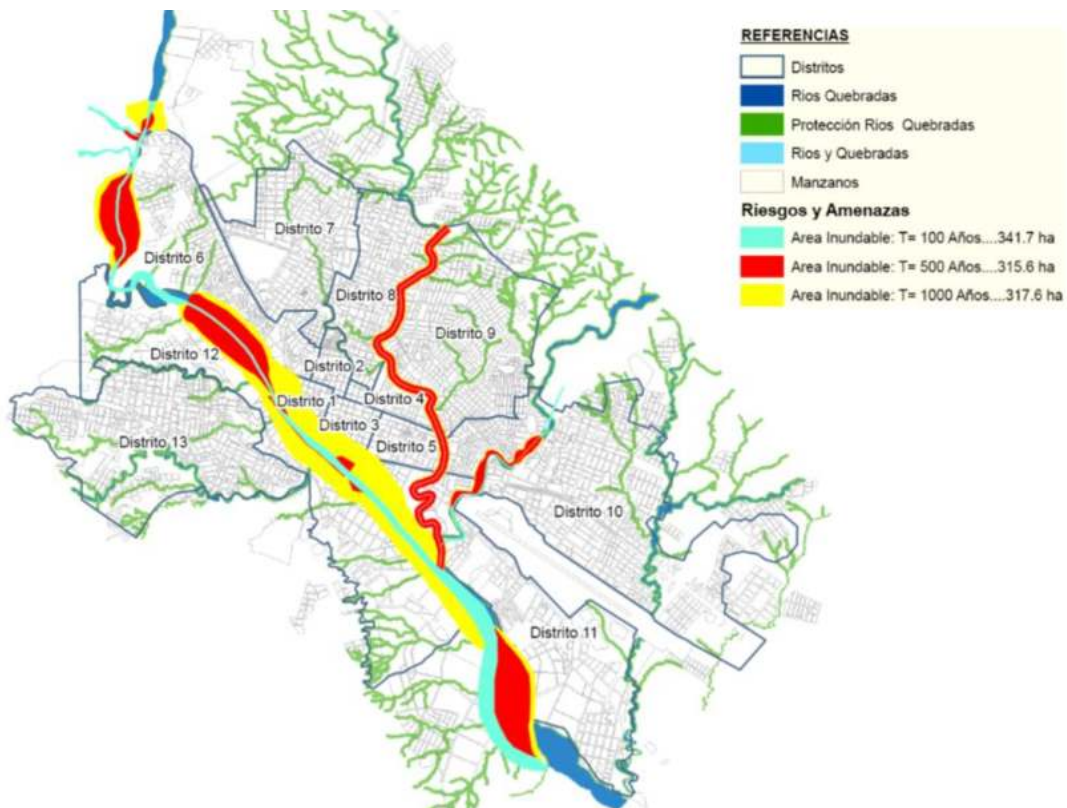 REFERENCIAS
Distritos
Rios Quebradas
Protección Rios Quebradas
Rios y Quebradas
Manzanos
Riesgos y Amenazas
Area Inundable: T= 100 Años....341.7 ha
Area Inundable: T= 500 Años....315.6 ha
Area Inundable: T= 1000 Años....317.6 ha
Distrito 7
Distrito 6
Distrito 8
Distrito 9
Distrito 12
Distrito 2
Distrito 1
Distrito 4
Distrito 3
Distrito 5
Distrito 13
Distrito 10
Distrito 11